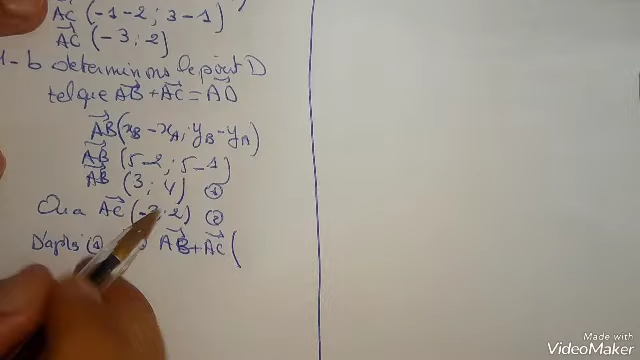 AC (-1-2 ; 3-1)
AC (-3 ; 2)
1-b determinons le point D
tel que AB + AC = AD
AB (xB - xA ; yB - yA)
AB (5-2 ; 5-1)
AB (3 ; 4) ①
On a AC (-3 ; 2) ②
D'après ① AB + AC (
Made with
VideoMaker